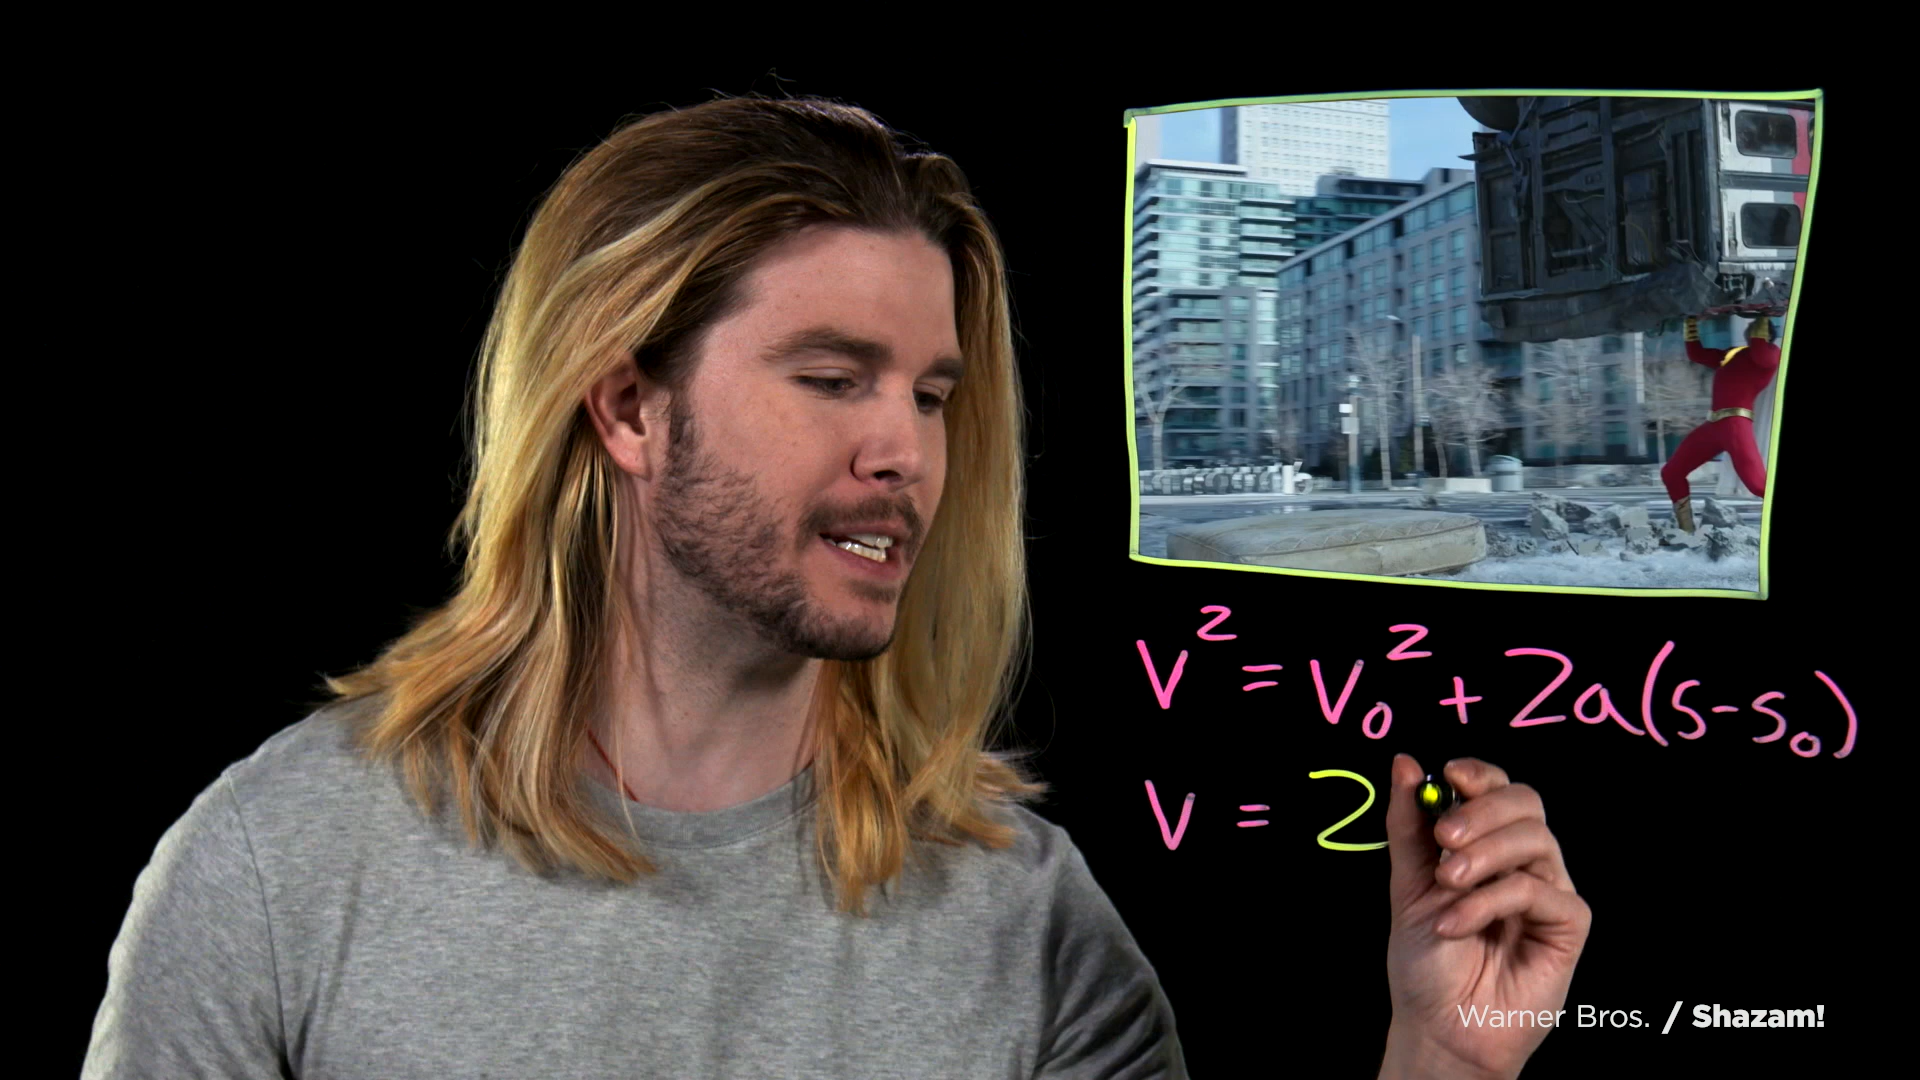 v² = v₀² + 2a(s-s₀)
v = 2
Warner Bros. / Shazam!